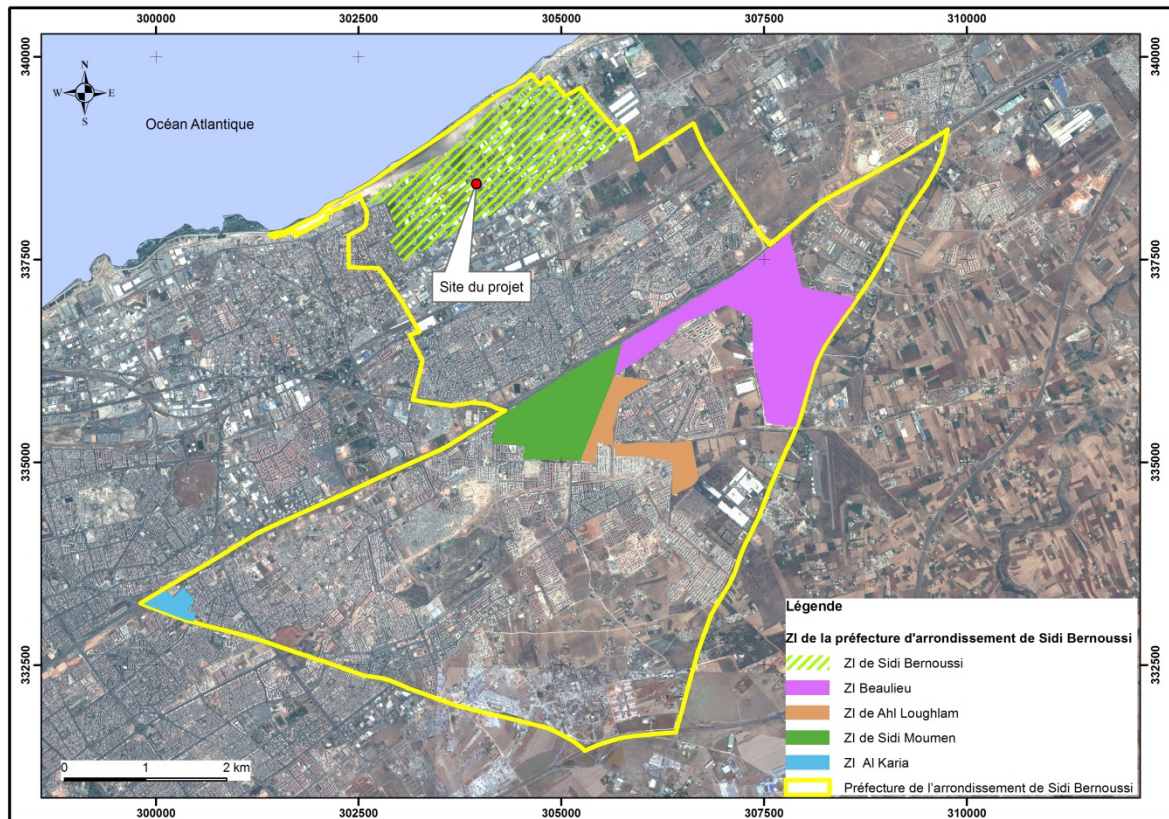 300000 302500 305000 307500 310000
340000 340000
N
W E
S
Océan Atlantique
337500 337500
Site du projet
335000 335000
Légende
ZI de la préfecture d'arrondissement de Sidi Bernoussi
ZI de Sidi Bernoussi
ZI Beaulieu
ZI de Ahl Loughlam
ZI de Sidi Moumen
ZI Al Karia
Préfecture de l'arrondissement de Sidi Bernoussi
332500 332500
0 1 2 km
300000 302500 305000 307500 310000